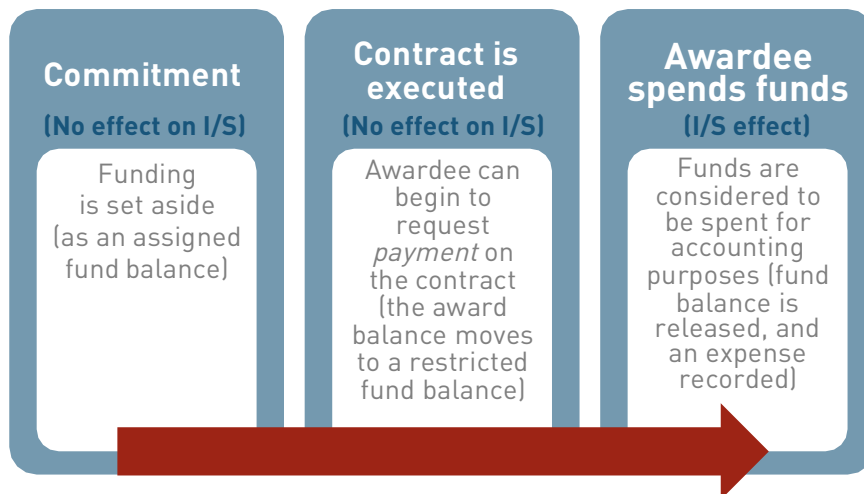 Commitment
(No effect on I/S)
Funding
is set aside
(as an assigned
fund balance)
Contract is
executed
(No effect on I/S)
Awardee can
begin to
request
payment on
the contract
(the award
balance moves
to a restricted
fund balance)
Awardee
spends funds
(I/S effect)
Funds are
considered to
be spent for
accounting
purposes (fund
balance is
released, and
an expense
recorded)